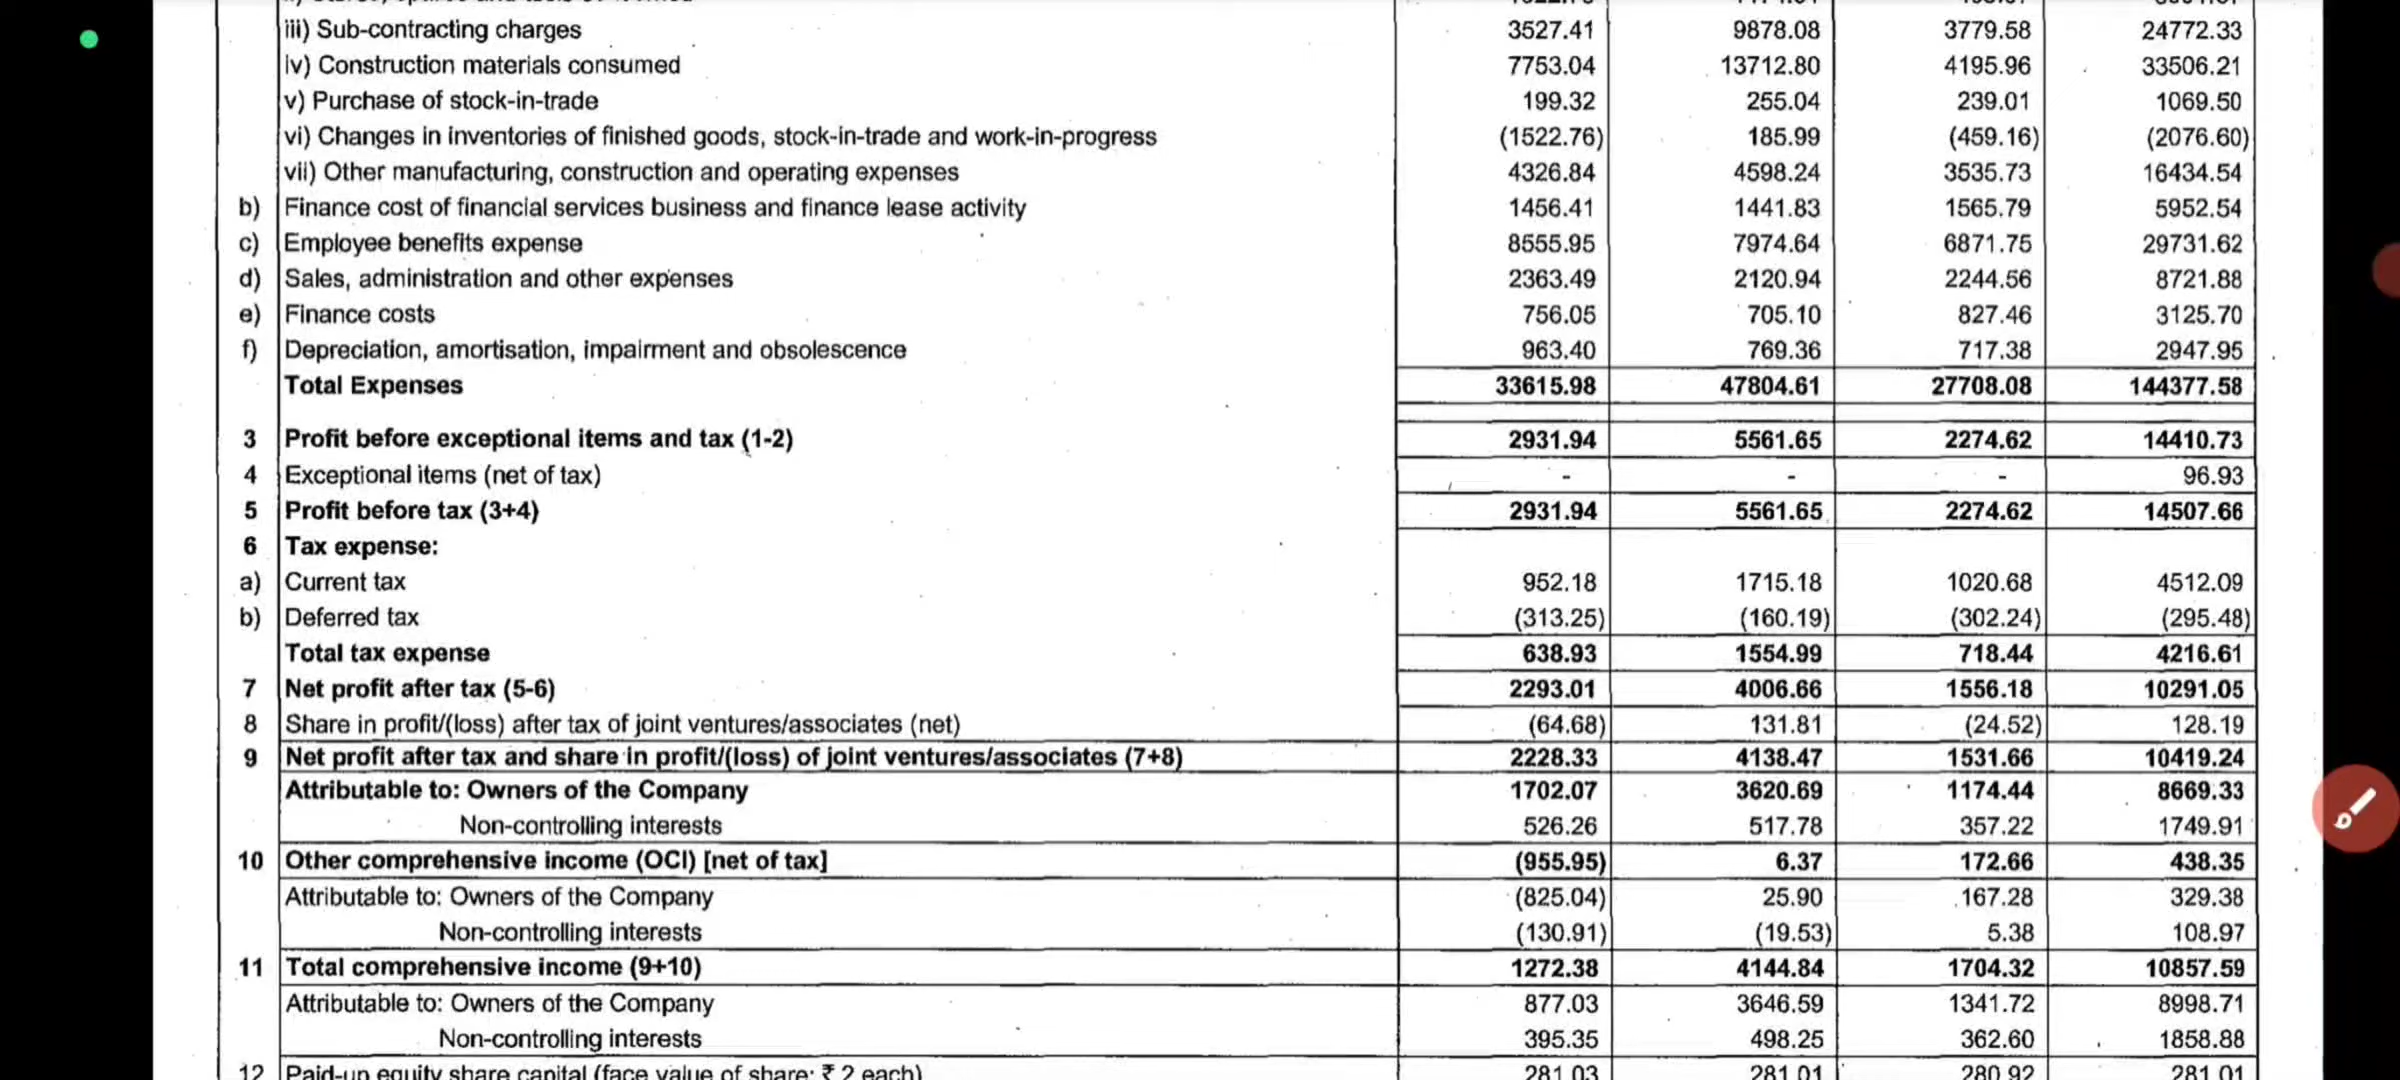 iii) Sub-contracting charges 3527.41 9878.08 3779.58 24772.33
iv) Construction materials consumed 7753.04 13712.80 4195.96 33506.21
v) Purchase of stock-in-trade 199.32 255.04 239.01 1069.50
vi) Changes in inventories of finished goods, stock-in-trade and work-in-progress (1522.76) 185.99 (459.16) (2076.60)
vii) Other manufacturing, construction and operating expenses 4326.84 4598.24 3535.73 16434.54
b) Finance cost of financial services business and finance lease activity 1456.41 1441.83 1565.79 5952.54
c) Employee benefits expense 8555.95 7974.64 6871.75 29731.62
d) Sales, administration and other expenses 2363.49 2120.94 2244.56 8721.88
e) Finance costs 756.05 705.10 827.46 3125.70
f) Depreciation, amortisation, impairment and obsolescence 963.40 769.36 717.38 2947.95
Total Expenses 33615.98 47804.61 27708.08 144377.58
3 Profit before exceptional items and tax (1-2) 2931.94 5561.65 2274.62 14410.73
4 Exceptional items (net of tax) - - - 96.93
5 Profit before tax (3+4) 2931.94 5561.65 2274.62 14507.66
6 Tax expense:
a) Current tax 952.18 1715.18 1020.68 4512.09
b) Deferred tax (313.25) (160.19) (302.24) (295.48)
Total tax expense 638.93 1554.99 718.44 4216.61
7 Net profit after tax (5-6) 2293.01 4006.66 1556.18 10291.05
8 Share in profit/(loss) after tax of joint ventures/associates (net) (64.68) 131.81 (24.52) 128.19
9 Net profit after tax and share in profit/(loss) of joint ventures/associates (7+8) 2228.33 4138.47 1531.66 10419.24
Attributable to: Owners of the Company 1702.07 3620.69 1174.44 8669.33
Non-controlling interests 526.26 517.78 357.22 1749.91
10 Other comprehensive income (OCI) [net of tax] (955.95) 6.37 172.66 438.35
Attributable to: Owners of the Company (825.04) 25.90 167.28 329.38
Non-controlling interests (130.91) (19.53) 5.38 108.97
11 Total comprehensive income (9+10) 1272.38 4144.84 1704.32 10857.59
Attributable to: Owners of the Company 877.03 3646.59 1341.72 8998.71
Non-controlling interests 395.35 498.25 362.60 1858.88
12 Paid-up equity share capital (face value of share: ₹ 2 each) 281.03 281.01 280.92 281.01